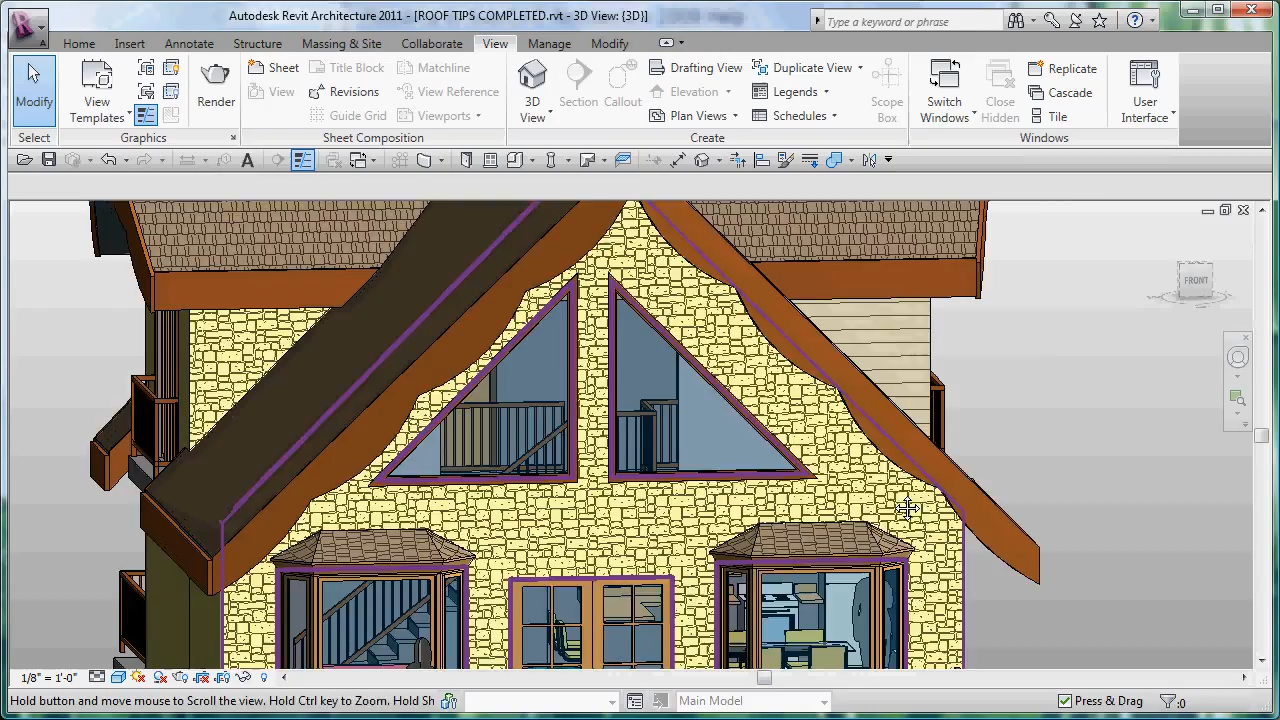 Autodesk Revit Architecture 2011 - [ROOF TIPS COMPLETED.rvt - 3D View: {3D}]
Type a keyword or phrase
Home Insert Annotate Structure Massing & Site Collaborate View Manage Modify
Modify
View Templates
Render
Sheet
Title Block
Matchline
View
Revisions
View Reference
Guide Grid
Viewports
3D View
Section
Callout
Drafting View
Elevation
Plan Views
Duplicate View
Legends
Schedules
Scope Box
Switch Windows
Close Hidden
Replicate
Cascade
Tile
User Interface
Select
Graphics
Sheet Composition
Create
Windows
FRONT
1/8" = 1'-0"
Hold button and move mouse to Scroll the view. Hold Ctrl key to Zoom. Hold Sh
Main Model
Press & Drag
:0